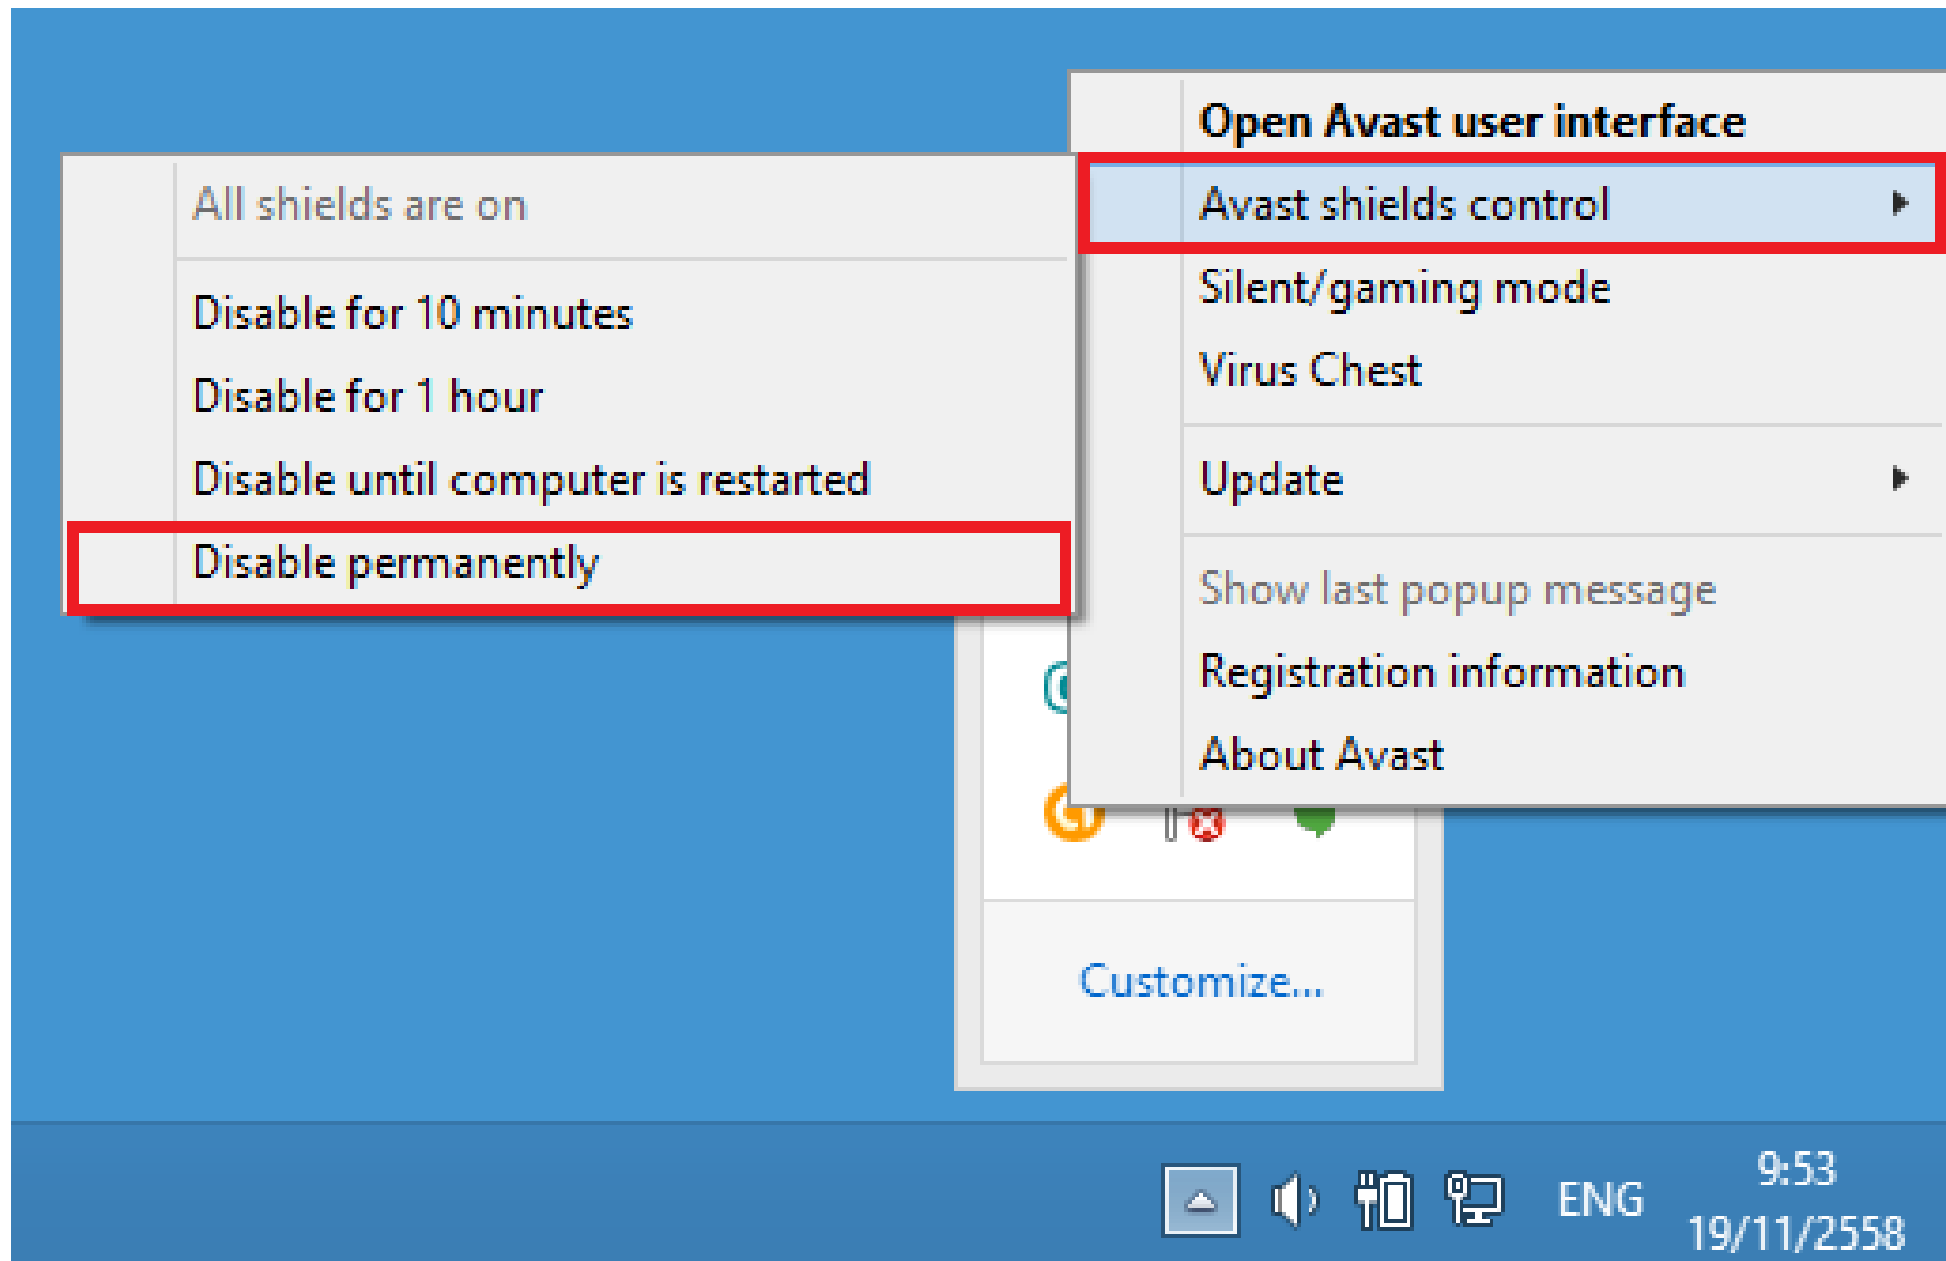 Open Avast user interface
Avast shields control
Silent/gaming mode
Virus Chest
Update
Show last popup message
Registration information
About Avast
All shields are on
Disable for 10 minutes
Disable for 1 hour
Disable until computer is restarted
Disable permanently
Customize...
ENG
9:53
19/11/2558